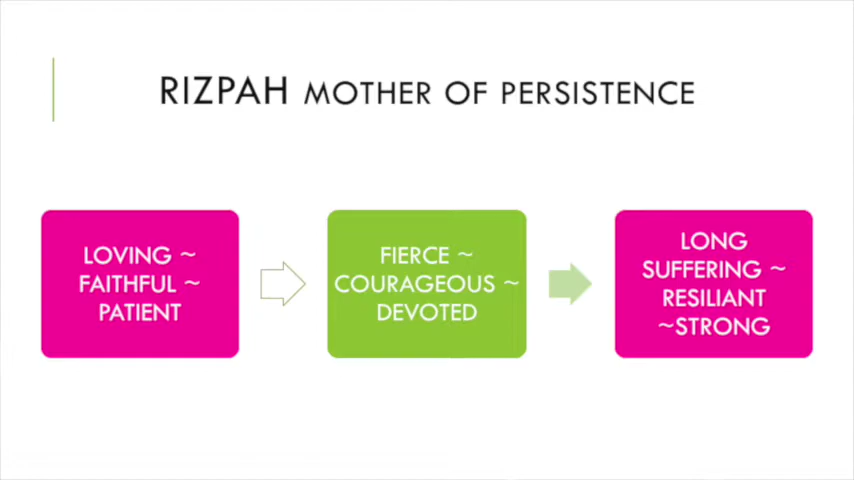 RIZPAH MOTHER OF PERSISTENCE
LOVING ~
FAITHFUL ~
PATIENT
FIERCE ~
COURAGEOUS ~
DEVOTED
LONG
SUFFERING ~
RESILIANT
~STRONG